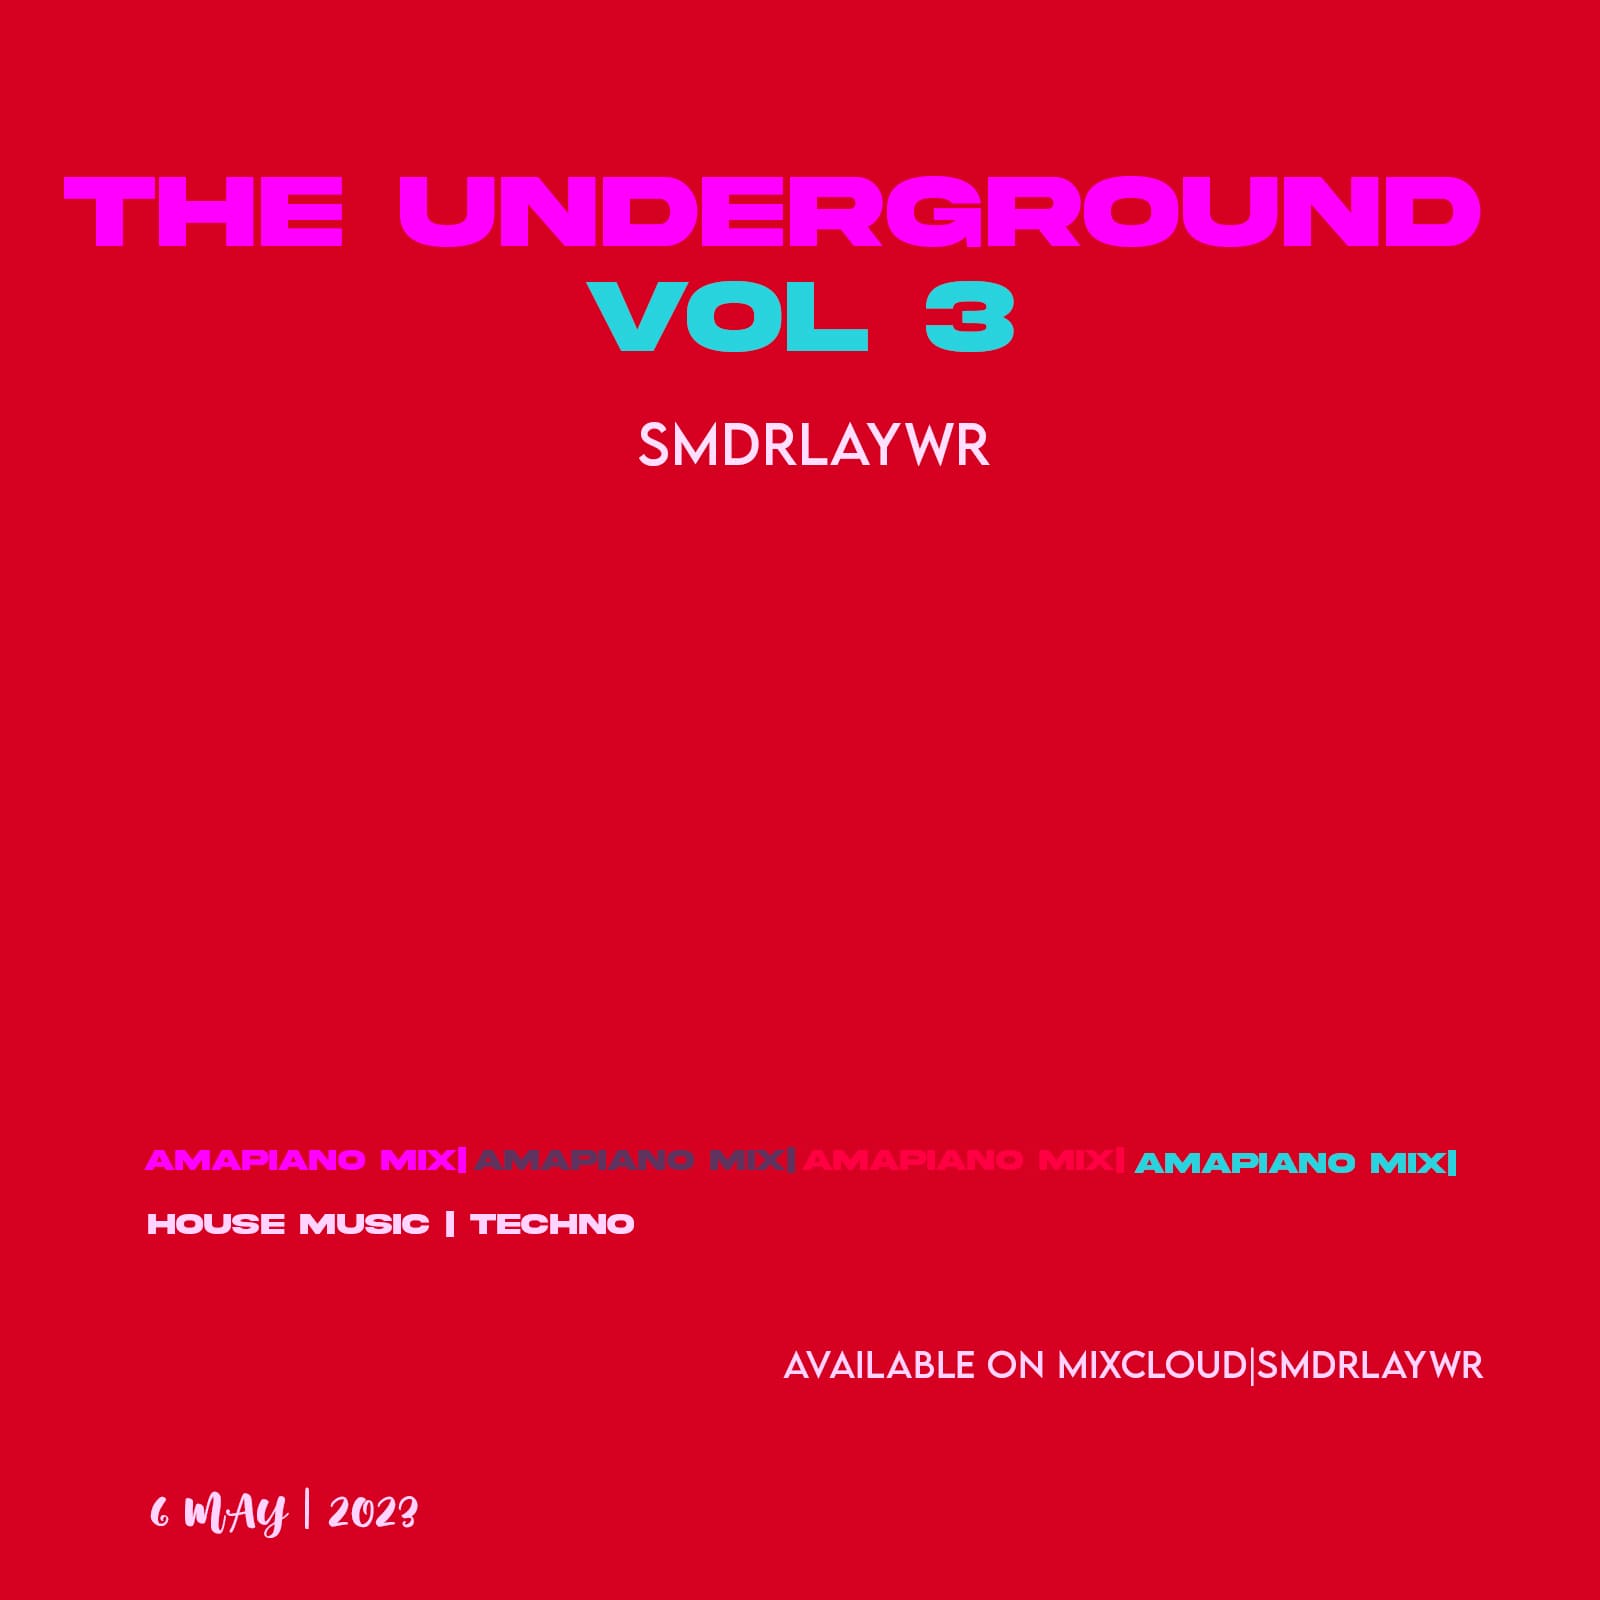 THE UNDERGROUND
VOL 3
SMDRLAYWR
AMAPIANO MIX| AMAPIANO MIX| AMAPIANO MIX| AMAPIANO MIX|
HOUSE MUSIC | TECHNO
AVAILABLE ON MIXCLOUD|SMDRLAYWR
6 MAY | 2023